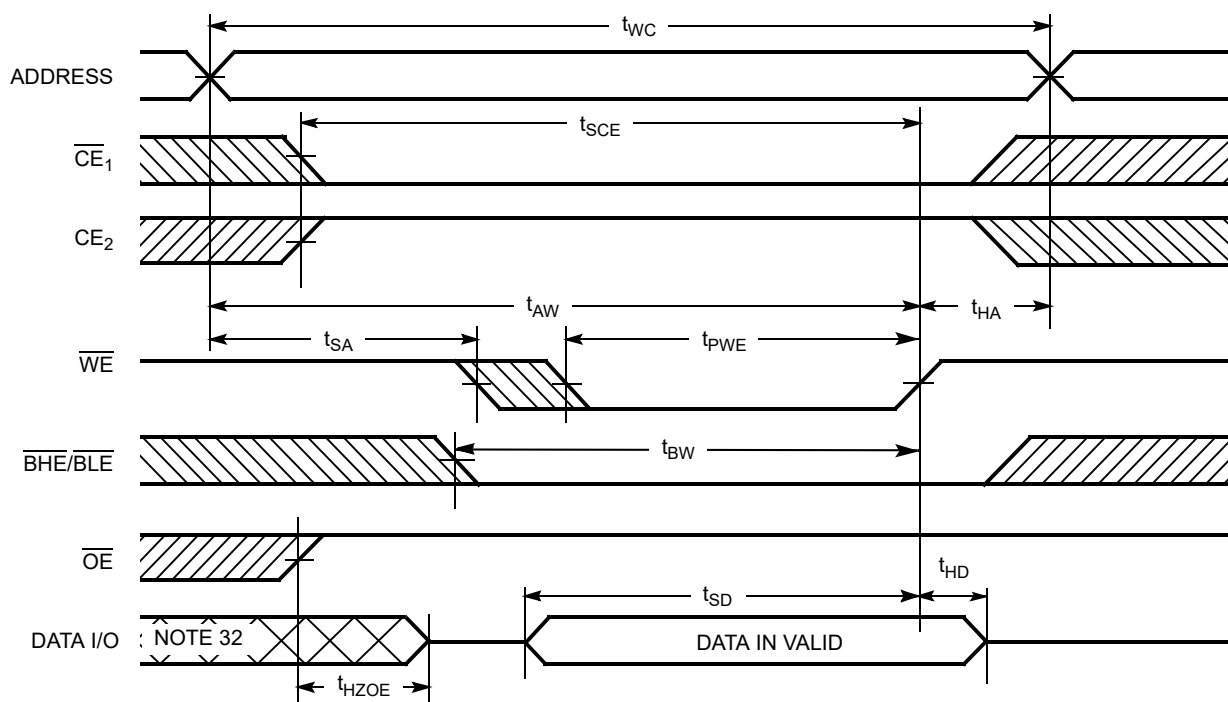 tWC
ADDRESS
tSCE
CE1
CE2
tAW
tHA
tSA
tPWE
WE
tBW
BHE/BLE
OE
tHD
tSD
DATA I/O
NOTE 32
DATA IN VALID
tHZOE